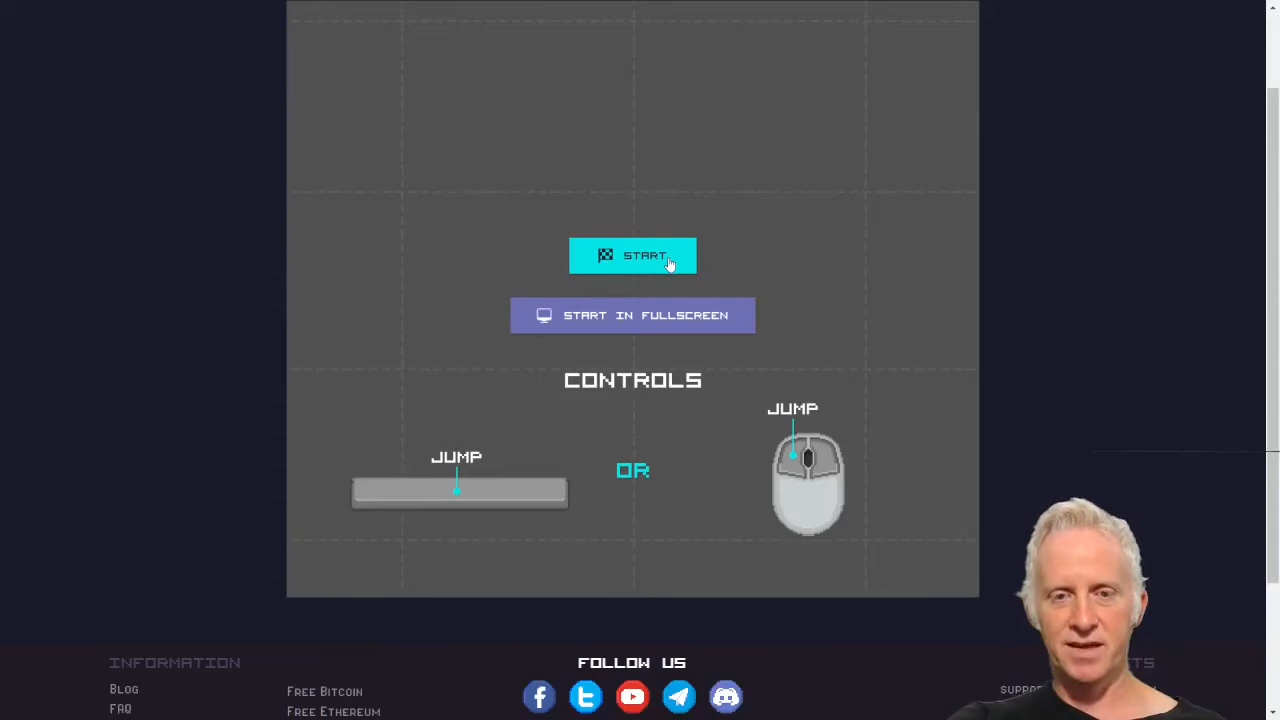 START
START IN FULLSCREEN
CONTROLS
JUMP
JUMP
OR
INFORMATION
FOLLOW US
BLOG
FREE BITCOIN
FAQ
FREE ETHEREUM